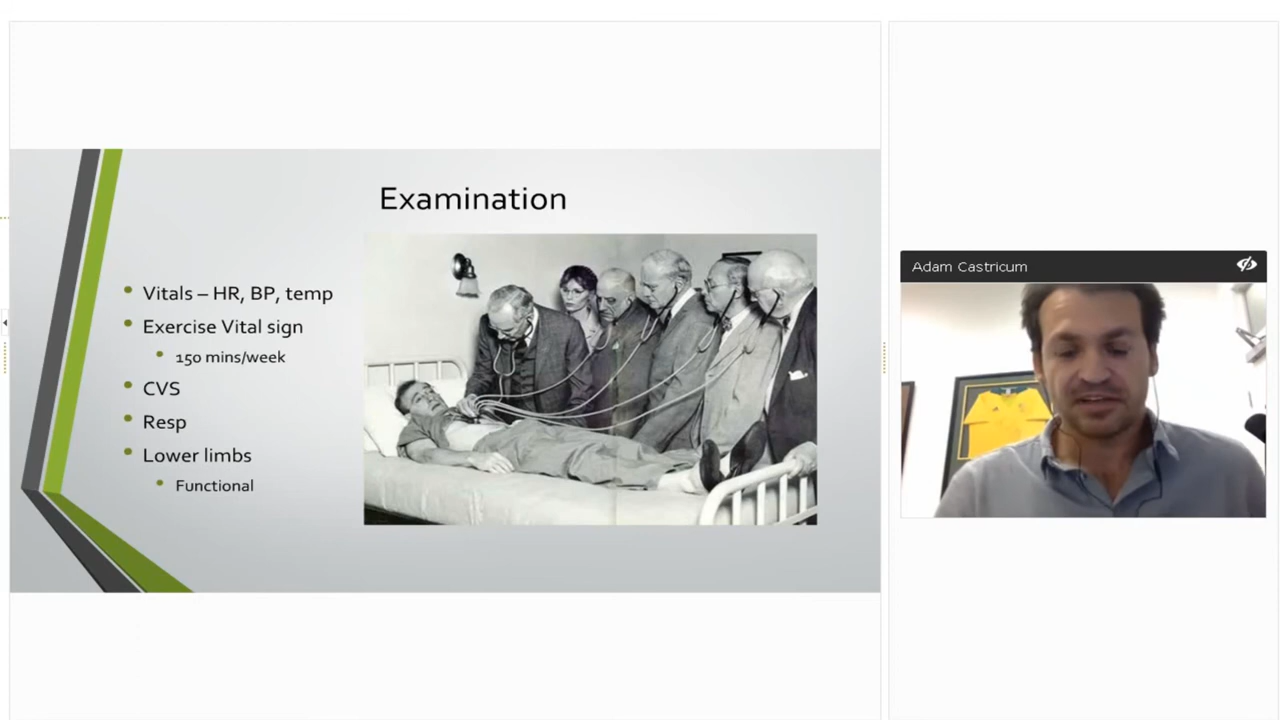 Examination
Vitals – HR, BP, temp
Exercise Vital sign
150 mins/week
CVS
Resp
Lower limbs
Functional
Adam Castricum